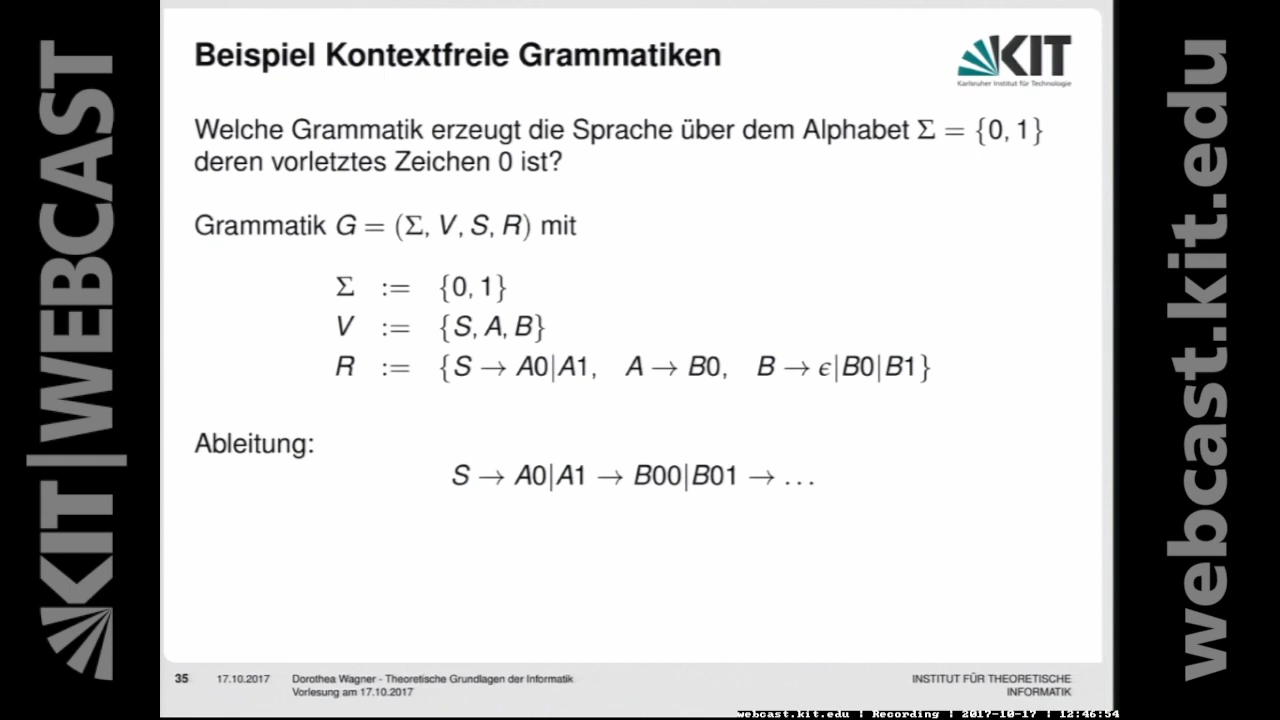 KIT|WEBCAST
Beispiel Kontextfreie Grammatiken
KIT
Karlsruher Institut für Technologie
Welche Grammatik erzeugt die Sprache über dem Alphabet Σ = {0, 1}
deren vorletztes Zeichen 0 ist?
Grammatik G = (Σ, V, S, R) mit
Σ := {0, 1}
V := {S, A, B}
R := {S → A0|A1, A → B0, B → ϵ|B0|B1}
Ableitung:
S → A0|A1 → B00|B01 → ...
35 17.10.2017 Dorothea Wagner - Theoretische Grundlagen der Informatik
Vorlesung am 17.10.2017
INSTITUT FÜR THEORETISCHE
INFORMATIK
webcast.kit.edu
webcast.kit.edu | Recording | 2017-10-17 | 12:46:54